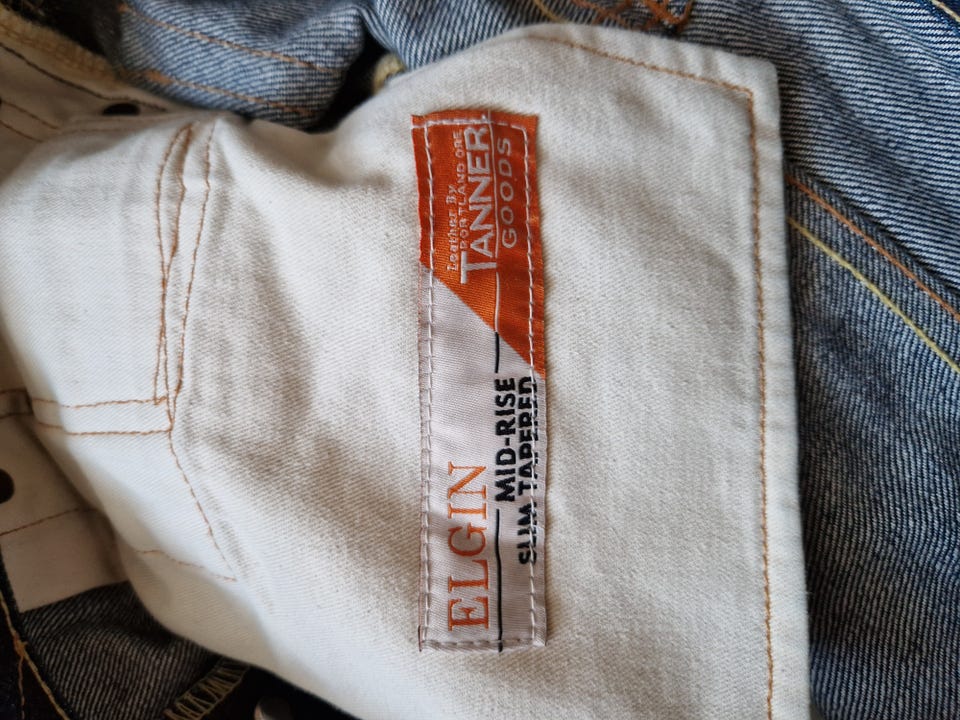 ELGIN
MID-RISE
SLIM TAPERED
Leather By
PORTLAND ORE
TANNER
GOODS